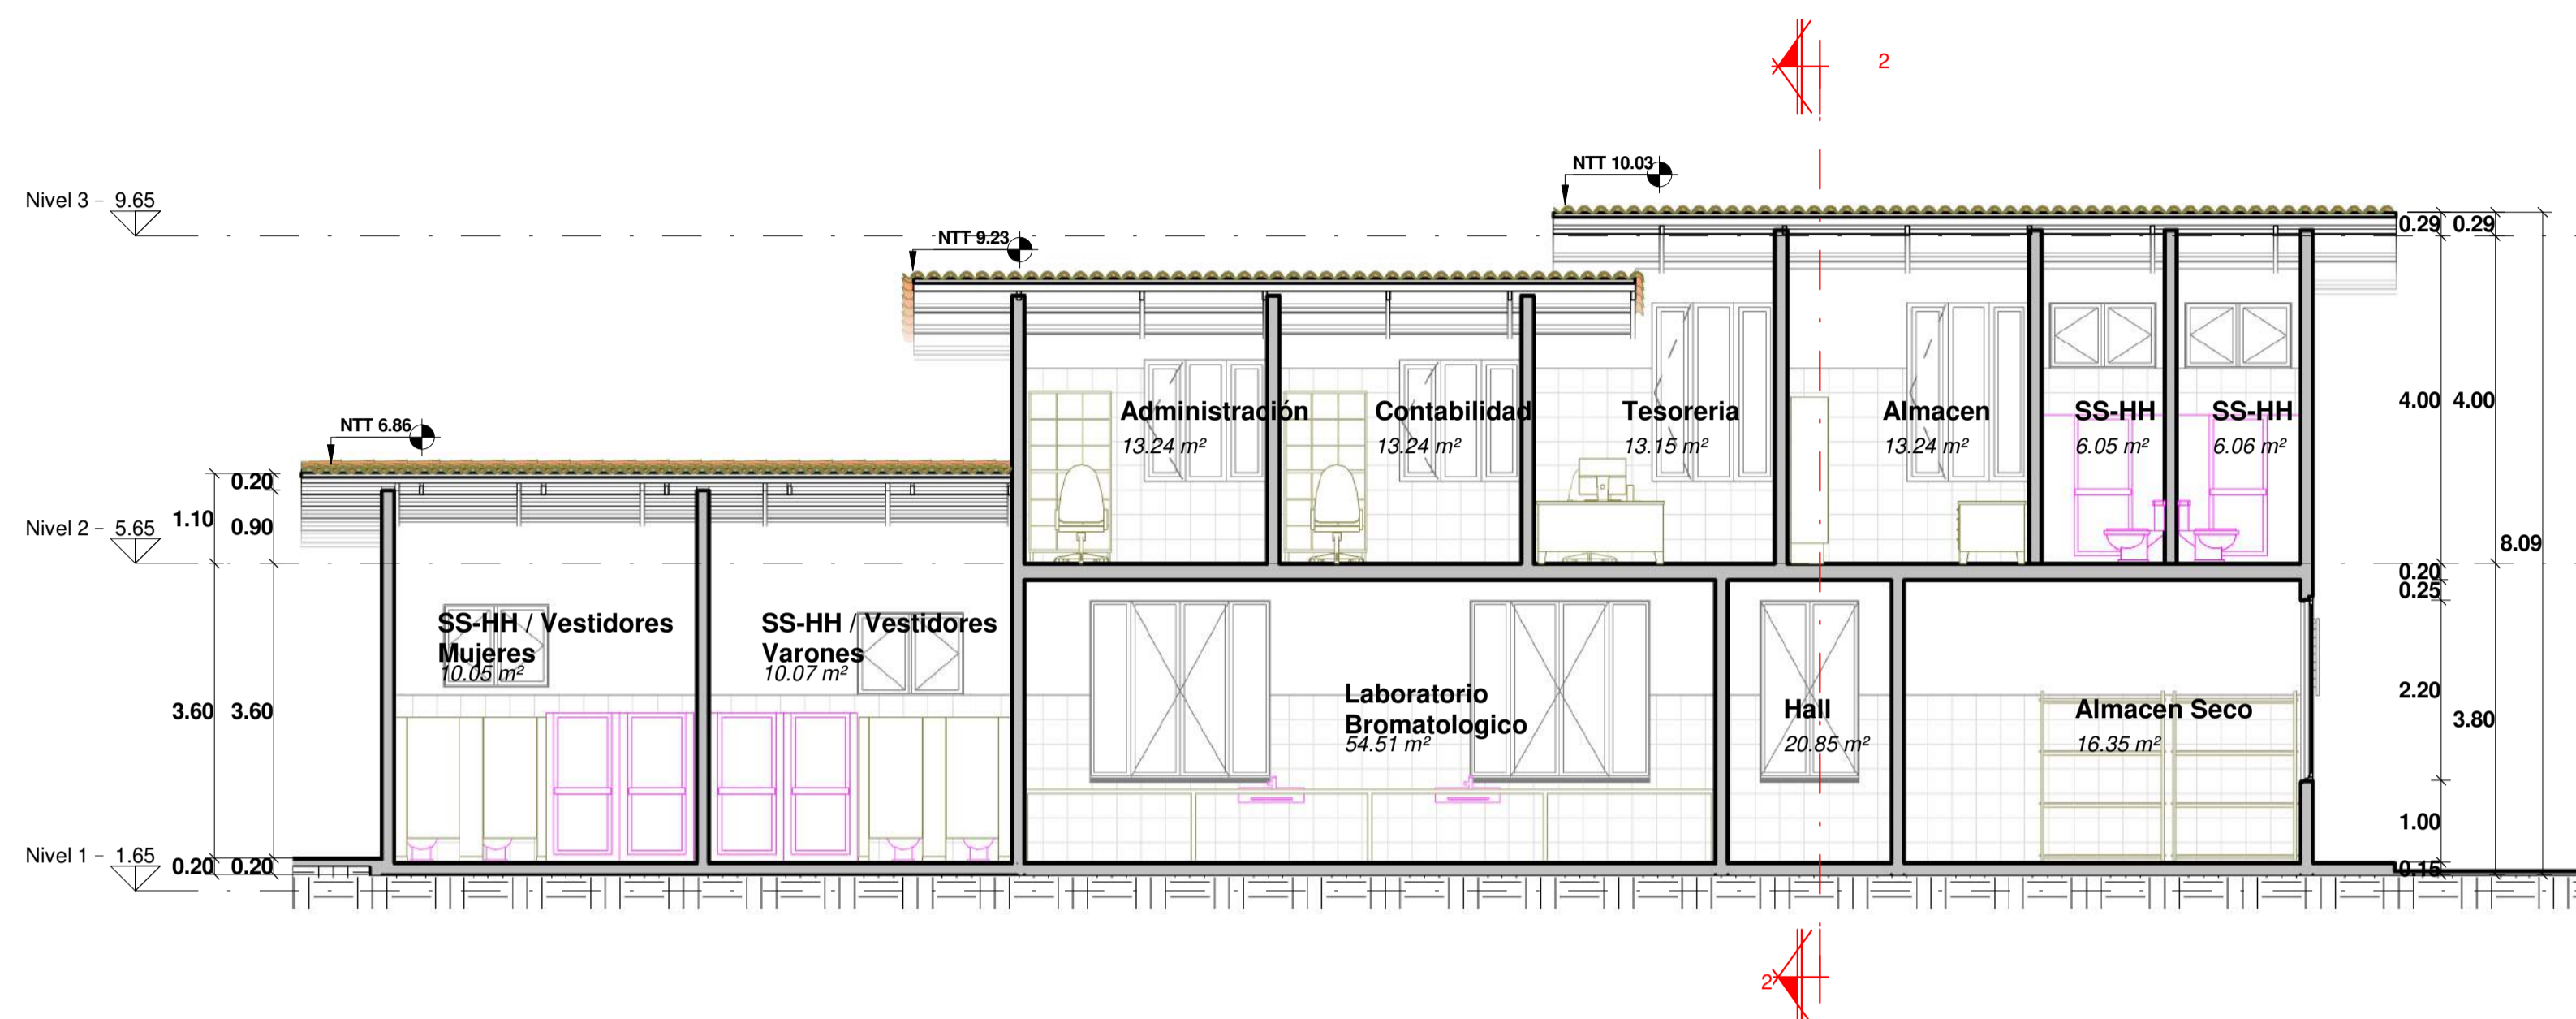 2
NTT 10.03
Nivel 3 - 9.65
NTT 9.23
0.29 0.29
NTT 6.86
Administración
13.24 m²
Contabilidad
13.24 m²
Tesoreria
13.15 m²
Almacen
13.24 m²
SS-HH
6.05 m²
SS-HH
6.06 m²
4.00 4.00
0.20
1.10 0.90
Nivel 2 - 5.65
8.09
0.20
0.25
SS-HH / Vestidores
Mujeres
10.05 m²
SS-HH / Vestidores
Varones
10.07 m²
Laboratorio
Bromatologico
54.51 m²
Hall
20.85 m²
Almacen Seco
16.35 m²
3.60 3.60
2.20
3.80
1.00
Nivel 1 - 1.65
0.20 0.20
0.15
2